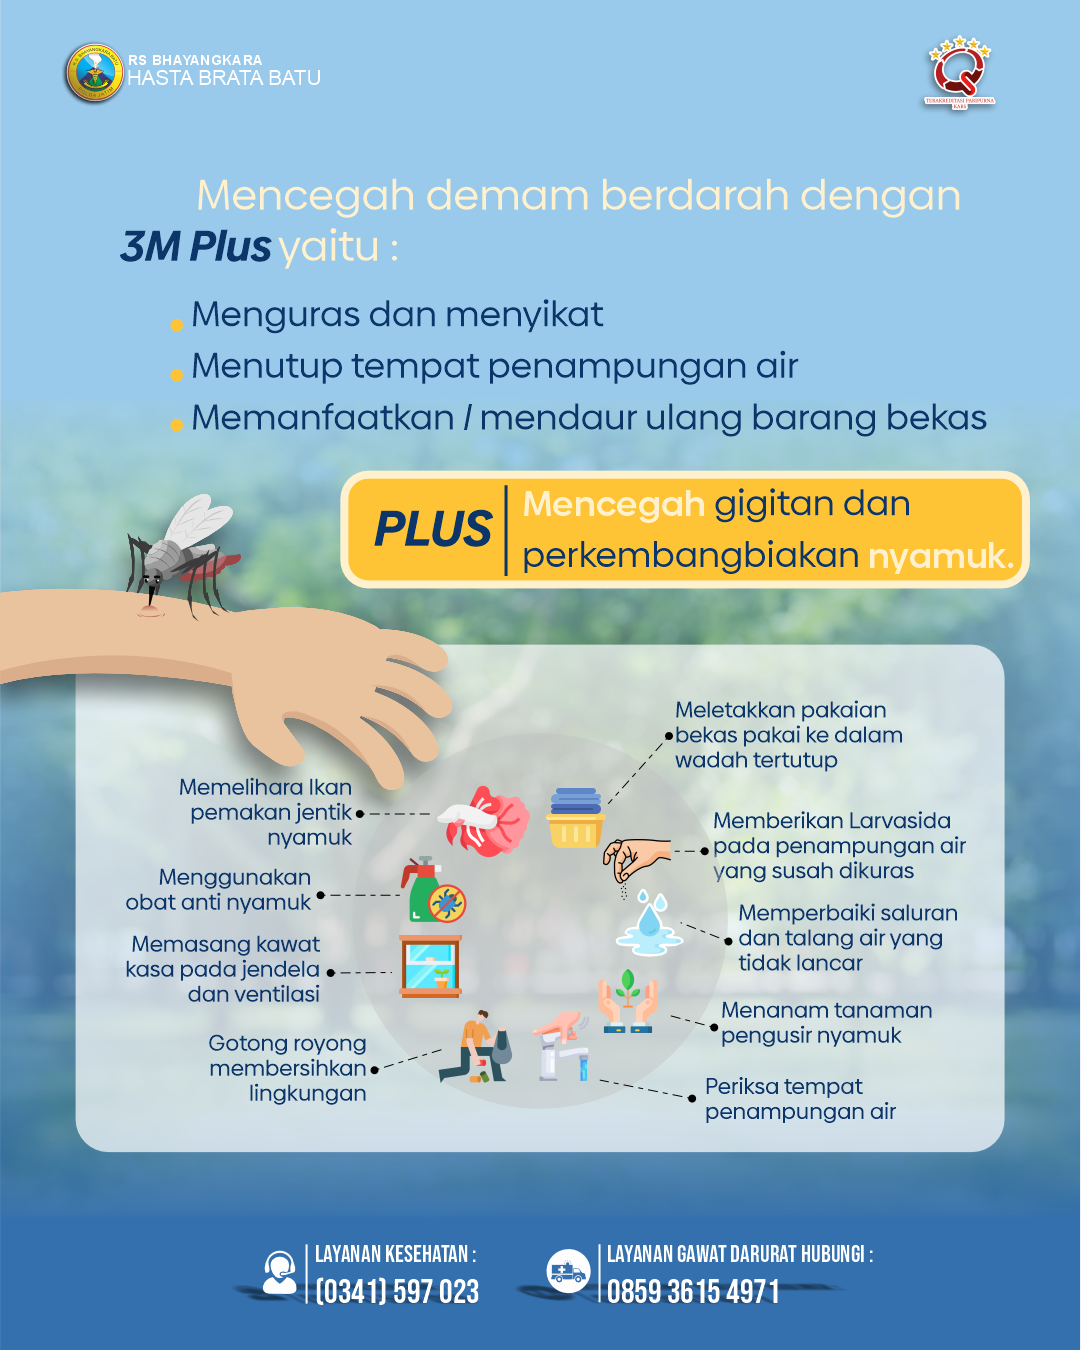 RS BHAYANGKARA
HASTA BRATA BATU
TERAKREDITASI PARIPURNA
KARS
Mencegah demam berdarah dengan
3M Plus yaitu :
Menguras dan menyikat
Menutup tempat penampungan air
Memanfaatkan / mendaur ulang barang bekas
PLUS
Mencegah gigitan dan
perkembangbiakan nyamuk.
Memelihara Ikan
pemakan jentik
nyamuk
Menggunakan
obat anti nyamuk
Memasang kawat
kasa pada jendela
dan ventilasi
Gotong royong
membersihkan
lingkungan
Meletakkan pakaian
bekas pakai ke dalam
wadah tertutup
Memberikan Larvasida
pada penampungan air
yang susah dikuras
Memperbaiki saluran
dan talang air yang
tidak lancar
Menanam tanaman
pengusir nyamuk
Periksa tempat
penampungan air
LAYANAN KESEHATAN :
(0341) 597 023
LAYANAN GAWAT DARURAT HUBUNGI :
0859 3615 4971